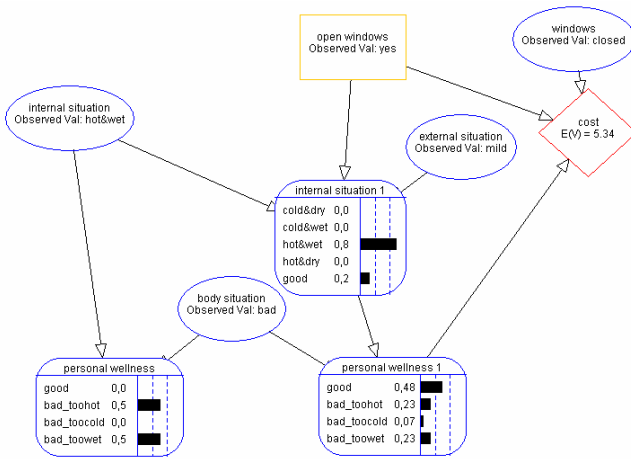 open windows
Observed Val: yes
windows
Observed Val: closed
internal situation
Observed Val: hot&wet
external situation
Observed Val: mild
cost
E(V) = 5.34
internal situation 1
cold&dry 0,0
cold&wet 0,0
hot&wet 0,8
hot&dry 0,0
good 0,2
body situation
Observed Val: bad
personal wellness
good 0,0
bad_toohot 0,5
bad_toocold 0,0
bad_toowet 0,5
personal wellness 1
good 0,48
bad_toohot 0,23
bad_toocold 0,07
bad_toowet 0,23